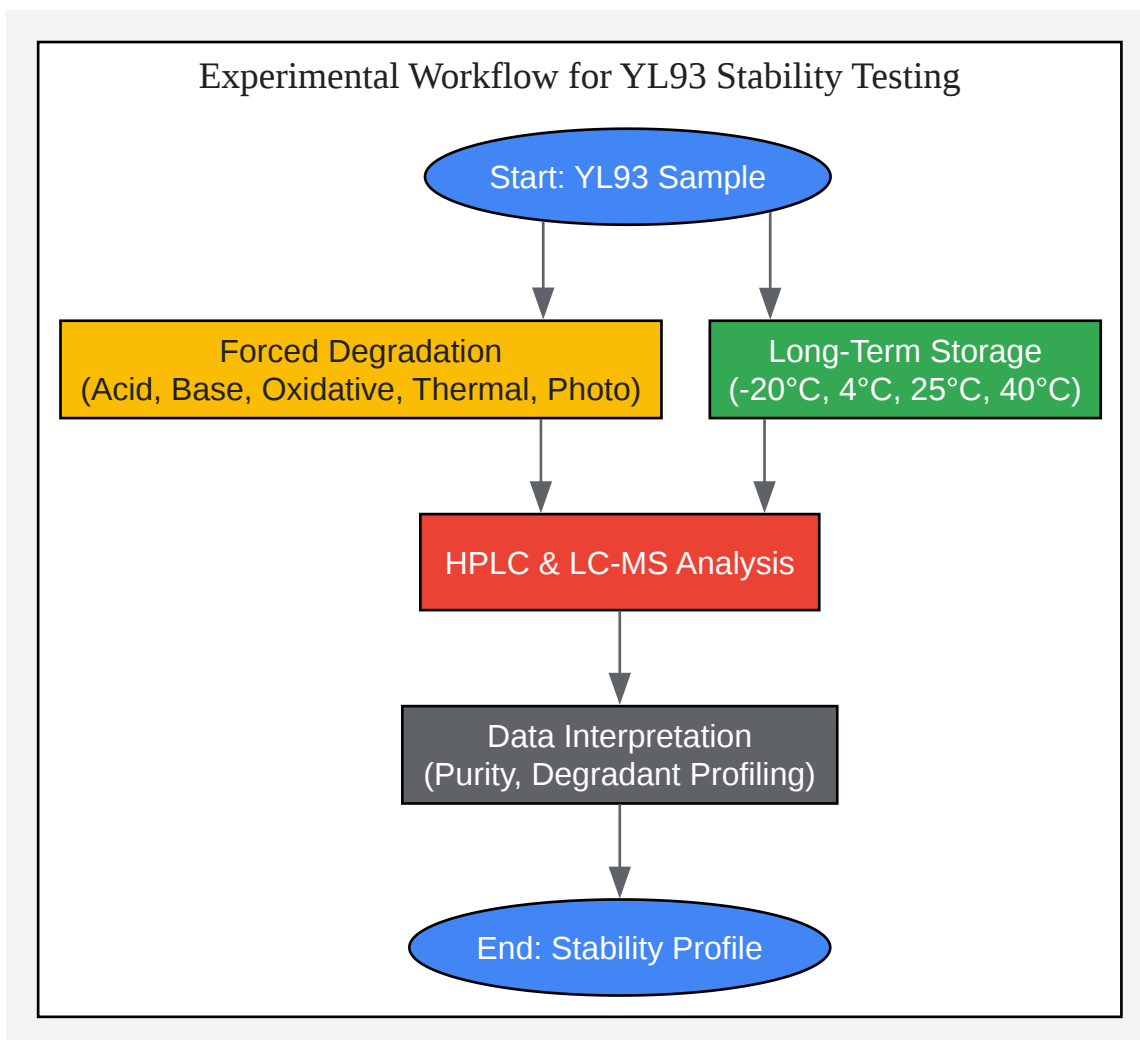 Experimental Workflow for YL93 Stability Testing
Start: YL93 Sample
Forced Degradation
(Acid, Base, Oxidative, Thermal, Photo)
Long-Term Storage
(-20°C, 4°C, 25°C, 40°C)
HPLC & LC-MS Analysis
Data Interpretation
(Purity, Degradant Profiling)
End: Stability Profile